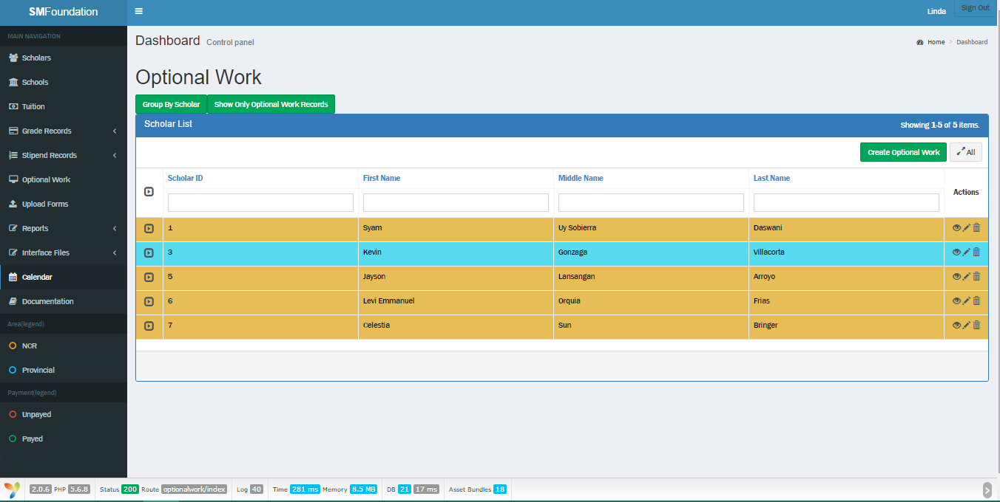 SMFoundation
Linda
Sign Out
MAIN NAVIGATION
Scholars
Schools
Tuition
Grade Records
Stipend Records
Optional Work
Upload Forms
Reports
Interface Files
Calendar
Documentation
Area(legend)
NCR
Provincial
Payment(legend)
Unpayed
Payed
Dashboard Control panel
Home > Dashboard
Optional Work
Group By Scholar Show Only Optional Work Records
Scholar List Showing 1-5 of 5 items.
Create Optional Work All
Scholar ID First Name Middle Name Last Name Actions
1 Syam Uy Sobierra Daswani
3 Kevin Gonzaga Villacorta
5 Jayson Lansangan Arroyo
6 Levi Emmanuel Orquia Frias
7 Celestia Sun Bringer
2.0.6 PHP 5.6.8 Status 200 Route optionalwork/index Log 40 Time 281 ms Memory 8.5 MB DB 21 17 ms Asset Bundles 18